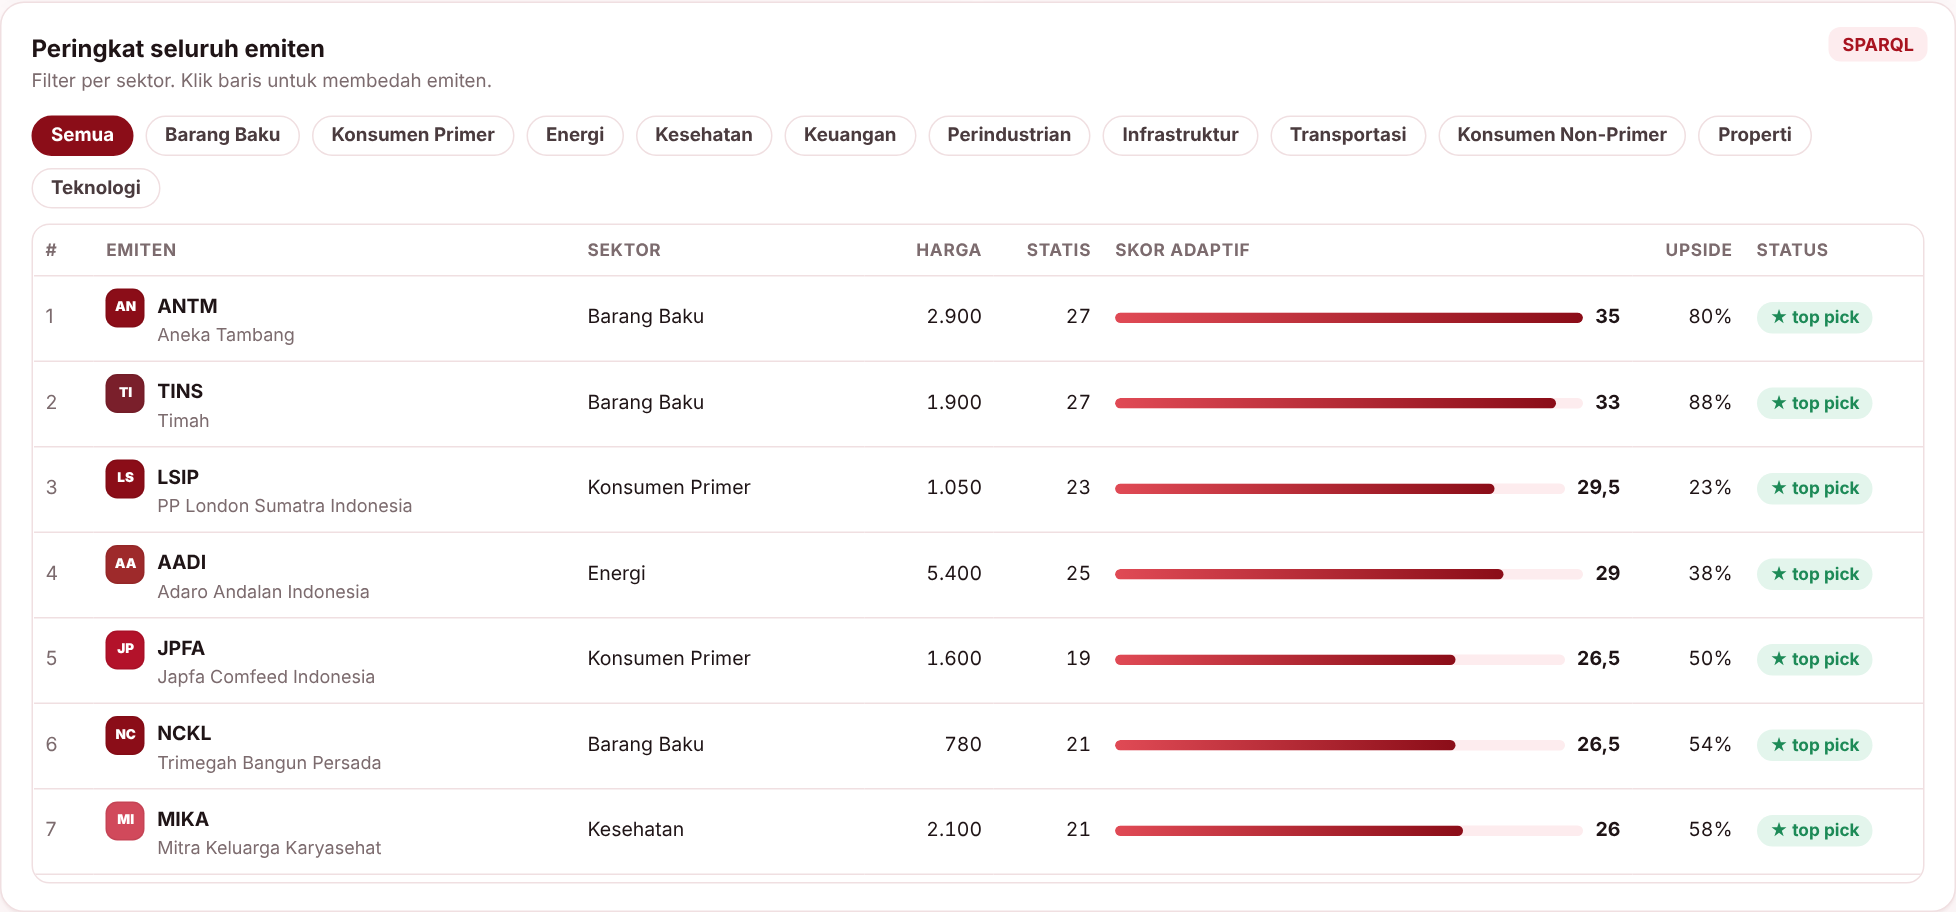 Peringkat seluruh emiten
SPARQL
Filter per sektor. Klik baris untuk membedah emiten.
Semua Barang Baku Konsumen Primer Energi Kesehatan Keuangan Perindustrian Infrastruktur Transportasi Konsumen Non-Primer Properti
Teknologi
# EMITEN SEKTOR HARGA STATIS SKOR ADAPTIF UPSIDE STATUS
1 AN ANTM Barang Baku 2.900 27 35 80% ★ top pick
Aneka Tambang
2 TI TINS Barang Baku 1.900 27 33 88% ★ top pick
Timah
3 LS LSIP Konsumen Primer 1.050 23 29,5 23% ★ top pick
PP London Sumatra Indonesia
4 AA AADI Energi 5.400 25 29 38% ★ top pick
Adaro Andalan Indonesia
5 JP JPFA Konsumen Primer 1.600 19 26,5 50% ★ top pick
Japfa Comfeed Indonesia
6 NC NCKL Barang Baku 780 21 26,5 54% ★ top pick
Trimegah Bangun Persada
7 MI MIKA Kesehatan 2.100 21 26 58% ★ top pick
Mitra Keluarga Karyasehat